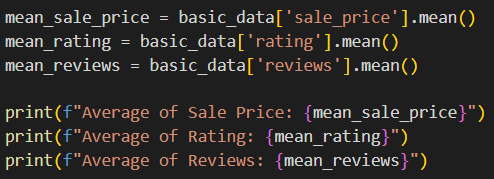 mean_sale_price = basic_data['sale_price'].mean()
mean_rating = basic_data['rating'].mean()
mean_reviews = basic_data['reviews'].mean()
print(f"Average of Sale Price: {mean_sale_price}")
print(f"Average of Rating: {mean_rating}")
print(f"Average of Reviews: {mean_reviews}")